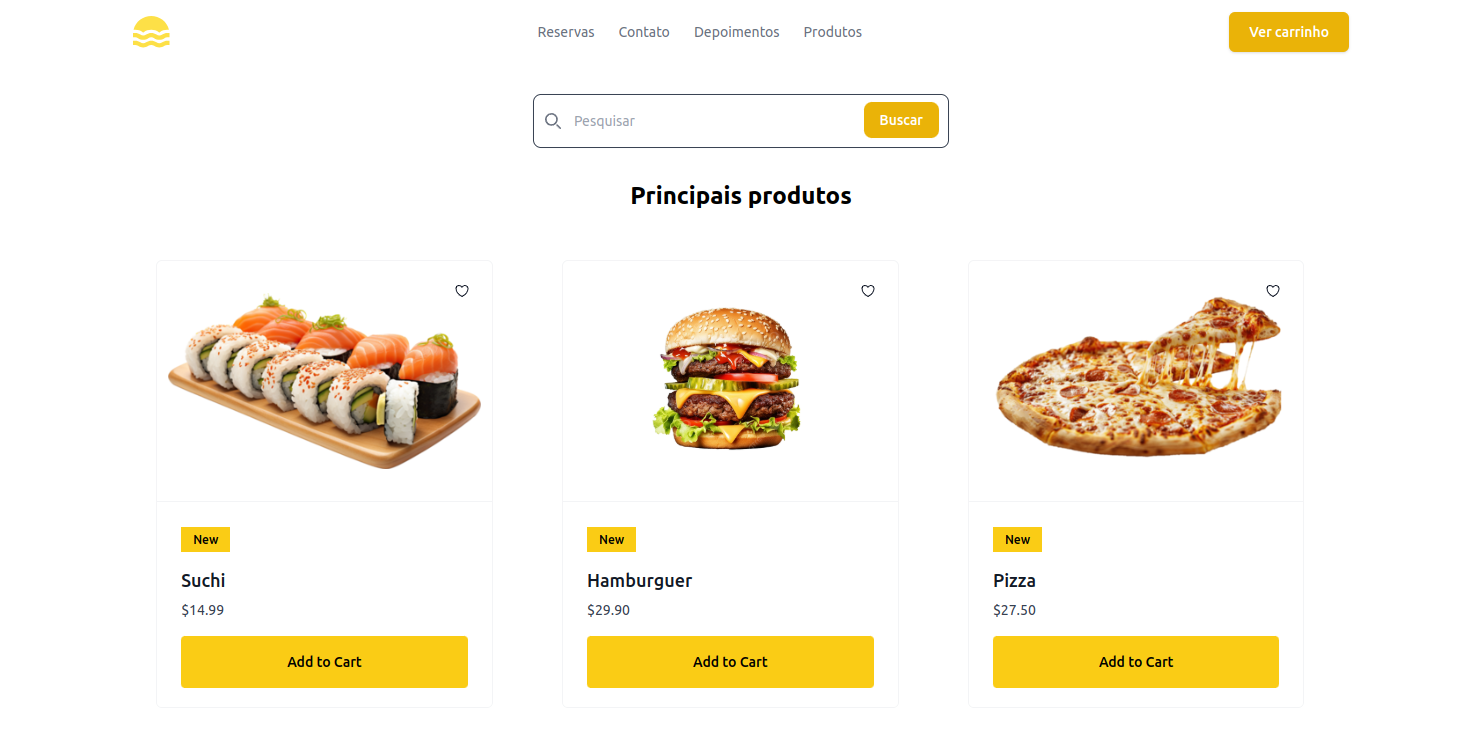 Reservas Contato Depoimentos Produtos Ver carrinho
Pesquisar Buscar
Principais produtos
New
Suchi
$14.99
Add to Cart
New
Hamburguer
$29.90
Add to Cart
New
Pizza
$27.50
Add to Cart